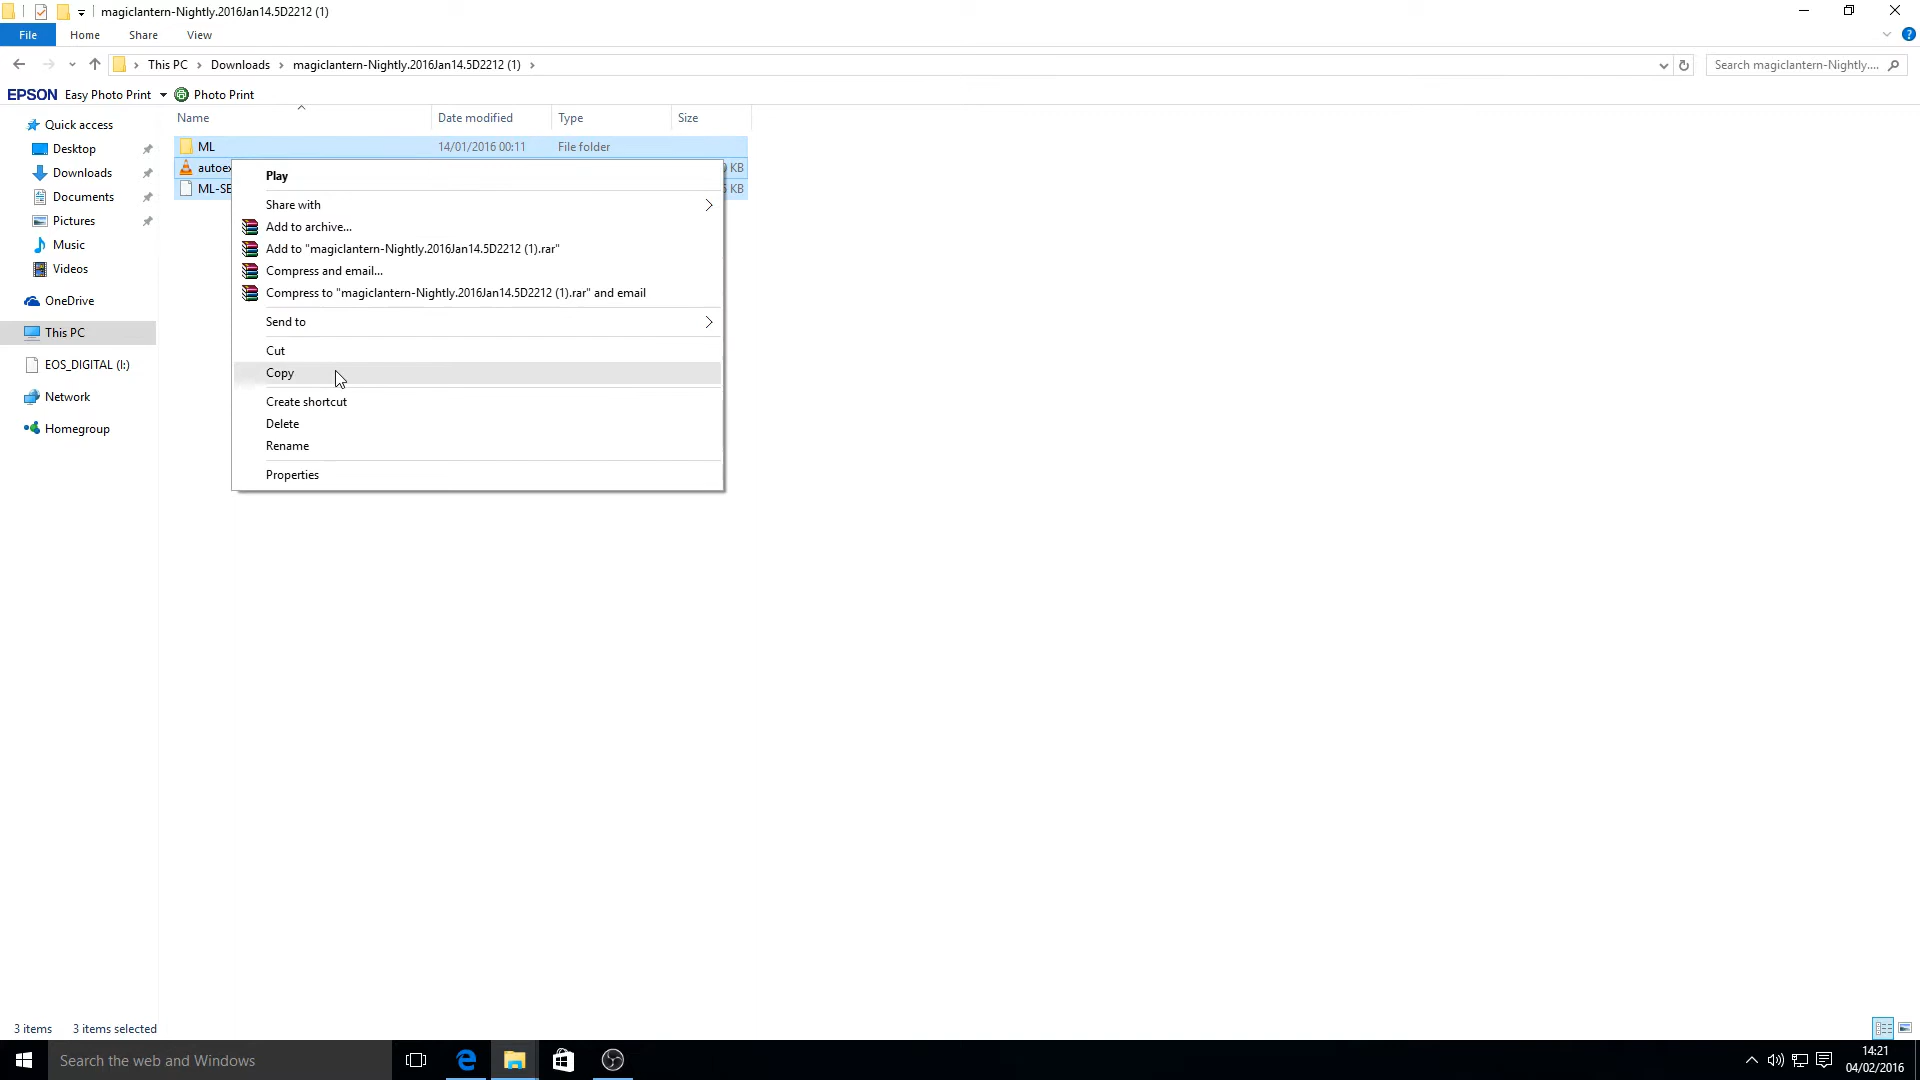 magiclantern-Nightly.2016Jan14.5D2212 (1)
File Home Share View
This PC Downloads magiclantern-Nightly.2016Jan14.5D2212 (1)
Search magiclantern-Nightly....
EPSON Easy Photo Print Photo Print
Name Date modified Type Size
Quick access
Desktop
Downloads
Documents
Pictures
Music
Videos
OneDrive
This PC
EOS_DIGITAL (I:)
Network
Homegroup
ML 14/01/2016 00:11 File folder
autoex KB
ML-SE KB
Play
Share with
Add to archive...
Add to "magiclantern-Nightly.2016Jan14.5D2212 (1).rar"
Compress and email...
Compress to "magiclantern-Nightly.2016Jan14.5D2212 (1).rar" and email
Send to
Cut
Copy
Create shortcut
Delete
Rename
Properties
3 items 3 items selected
Search the web and Windows
14:21
04/02/2016